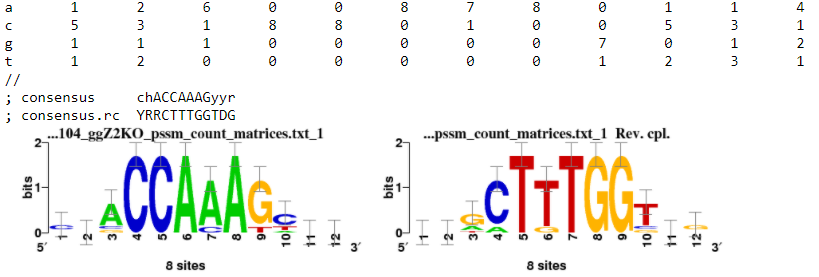 a 1 2 6 0 0 8 7 8 0 1 1 4
c 5 3 1 8 8 0 1 0 0 5 3 1
g 1 1 1 0 0 0 0 0 7 0 1 2
t 1 2 0 0 0 0 0 0 1 2 3 1
//
; consensus chACCAAAGyyr
; consensus.rc YRRCTTTGGTDG
...104_ggZ2KO_pssm_count_matrices.txt_1
...pssm_count_matrices.txt_1 Rev. cpl.
2
1
0
bits
ACCAAAGC
5′ 1 2 3 4 5 6 7 8 9 10 11 12 3′
8 sites
2
1
0
bits
GCTTTGGT
5′ 1 2 3 4 5 6 7 8 9 10 11 12 3′
8 sites